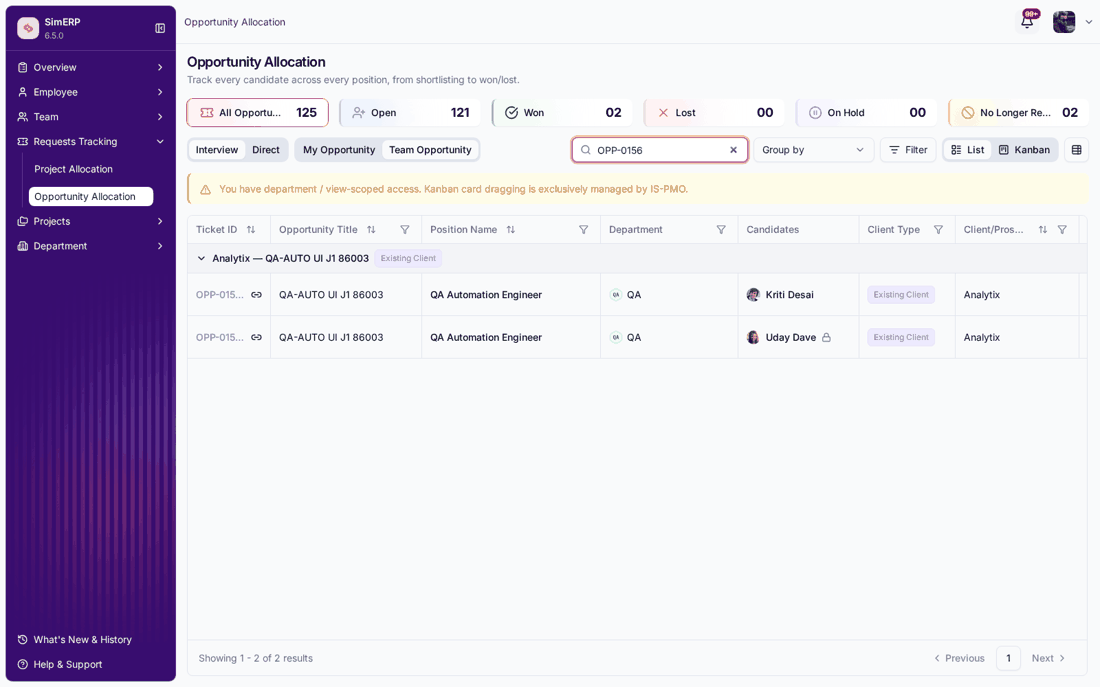 SimERP
6.5.0
Overview
Employee
Team
Requests Tracking
Project Allocation
Opportunity Allocation
Projects
Department
What's New & History
Help & Support
Opportunity Allocation
99+
Opportunity Allocation
Track every candidate across every position, from shortlisting to won/lost.
All Opportu... 125
Open 121
Won 02
Lost 00
On Hold 00
No Longer Re... 02
Interview Direct My Opportunity Team Opportunity OPP-0156 Group by Filter List Kanban
You have department / view-scoped access. Kanban card dragging is exclusively managed by IS-PMO.
Ticket ID Opportunity Title Position Name Department Candidates Client Type Client/Pros...
Analytix — QA-AUTO UI J1 86003 Existing Client
OPP-015... QA-AUTO UI J1 86003 QA Automation Engineer QA QA Kriti Desai Existing Client Analytix
OPP-015... QA-AUTO UI J1 86003 QA Automation Engineer QA QA Uday Dave Existing Client Analytix
Showing 1 - 2 of 2 results
Previous 1 Next